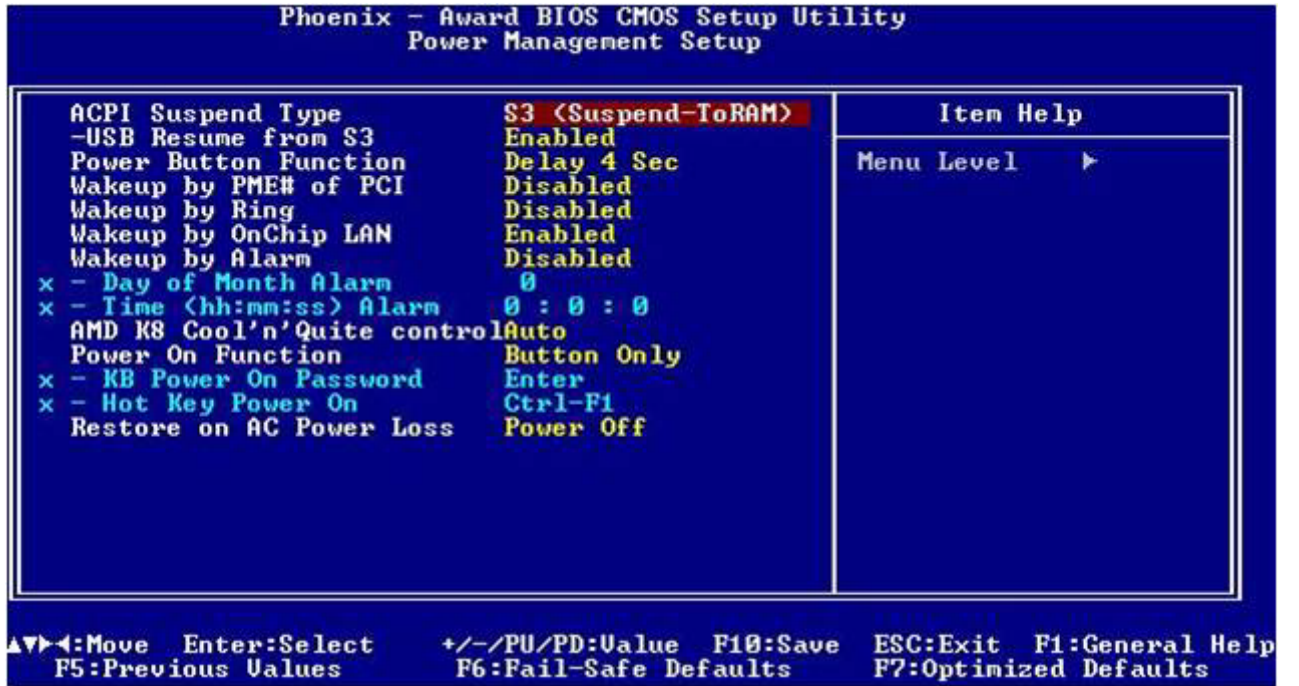 Phoenix - Award BIOS CMOS Setup Utility
Power Management Setup
ACPI Suspend Type S3 (Suspend-ToRAM)
-USB Resume from S3 Enabled
Power Button Function Delay 4 Sec
Wakeup by PME# of PCI Disabled
Wakeup by Ring Disabled
Wakeup by OnChip LAN Enabled
Wakeup by Alarm Disabled
x - Day of Month Alarm 0
x - Time (hh:mm:ss) Alarm 0 : 0 : 0
AMD K8 Cool'n'Quite control Auto
Power On Function Button Only
x - KB Power On Password Enter
x - Hot Key Power On Ctrl-F1
Restore on AC Power Loss Power Off
Item Help
Menu Level ►
▲▼►◄:Move Enter:Select +/-/PU/PD:Value F10:Save ESC:Exit F1:General Help
F5:Previous Values F6:Fail-Safe Defaults F7:Optimized Defaults